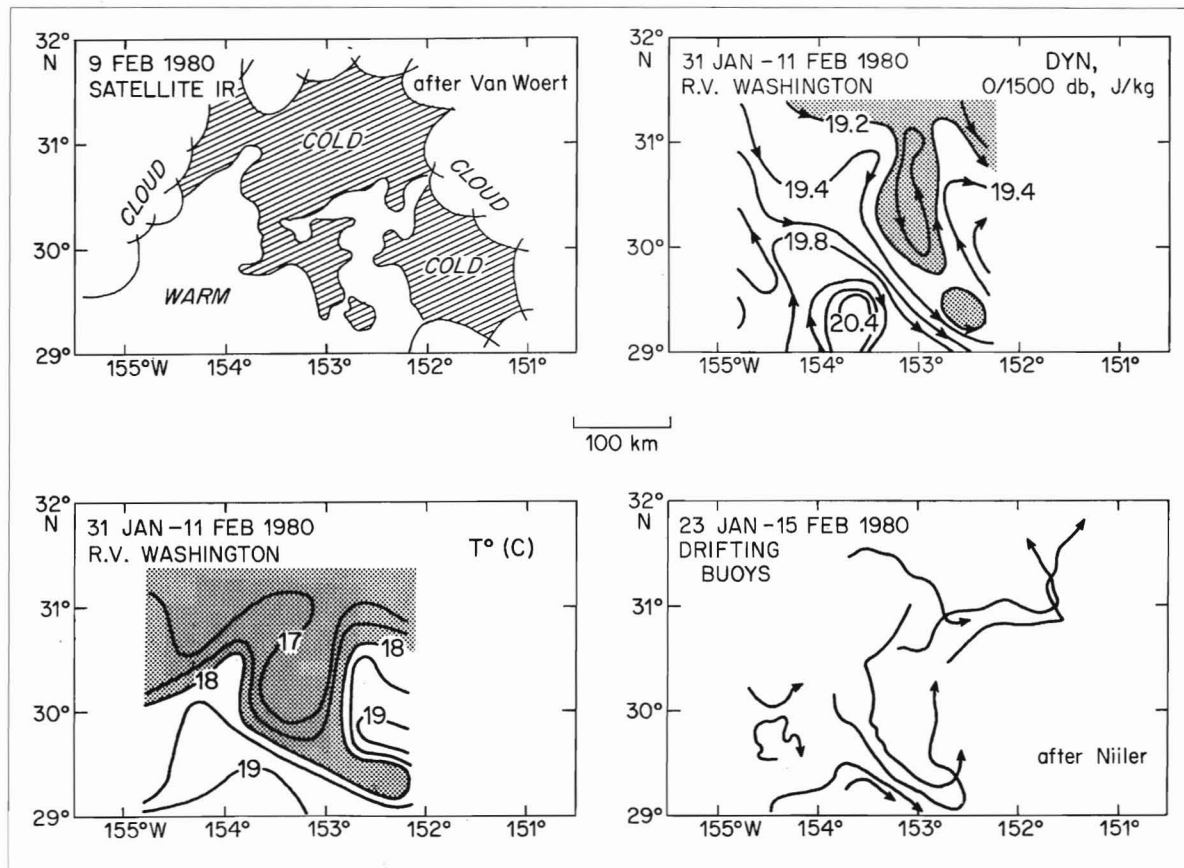 32°
N
9 FEB 1980
SATELLITE IR
after Van Woert
COLD
31°
CLOUD
CLOUD
30°
COLD
WARM
29°
155°W 154° 153° 152° 151°
32°
N
31 JAN -11 FEB 1980
DYN,
R.V. WASHINGTON
0/1500 db, J/kg
19.2
31°
19.4
19.4
30°
19.8
20.4
29°
155°W 154° 153° 152° 151°
100 km
32°
N
31 JAN -11 FEB 1980
R.V. WASHINGTON
T° (C)
31°
17
18
18
30°
19
19
29°
155°W 154° 153° 152° 151°
32°
N
23 JAN -15 FEB 1980
DRIFTING
BUOYS
31°
30°
after Niiler
29°
155°W 154° 153° 152° 151°